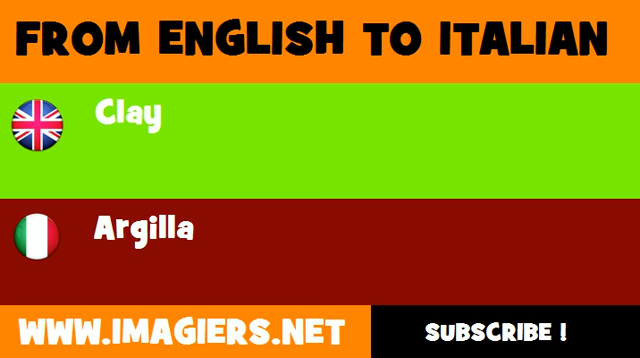 FROM ENGLISH TO ITALIAN
Clay
Argilla
WWW.IMAGIERS.NET
SUBSCRIBE !